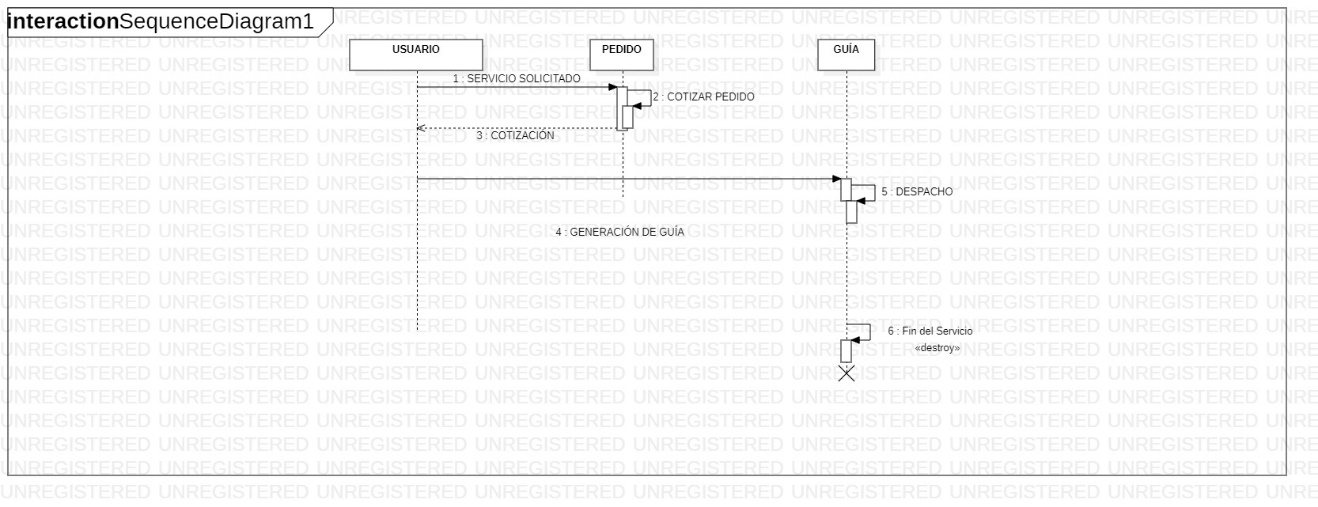 interactionSequenceDiagram1
USUARIO
PEDIDO
GUÍA
1 : SERVICIO SOLICITADO
2 : COTIZAR PEDIDO
3 : COTIZACIÓN
5 : DESPACHO
4 : GENERACIÓN DE GUÍA
6 : Fin del Servicio
«destroy»
UNREGISTERED